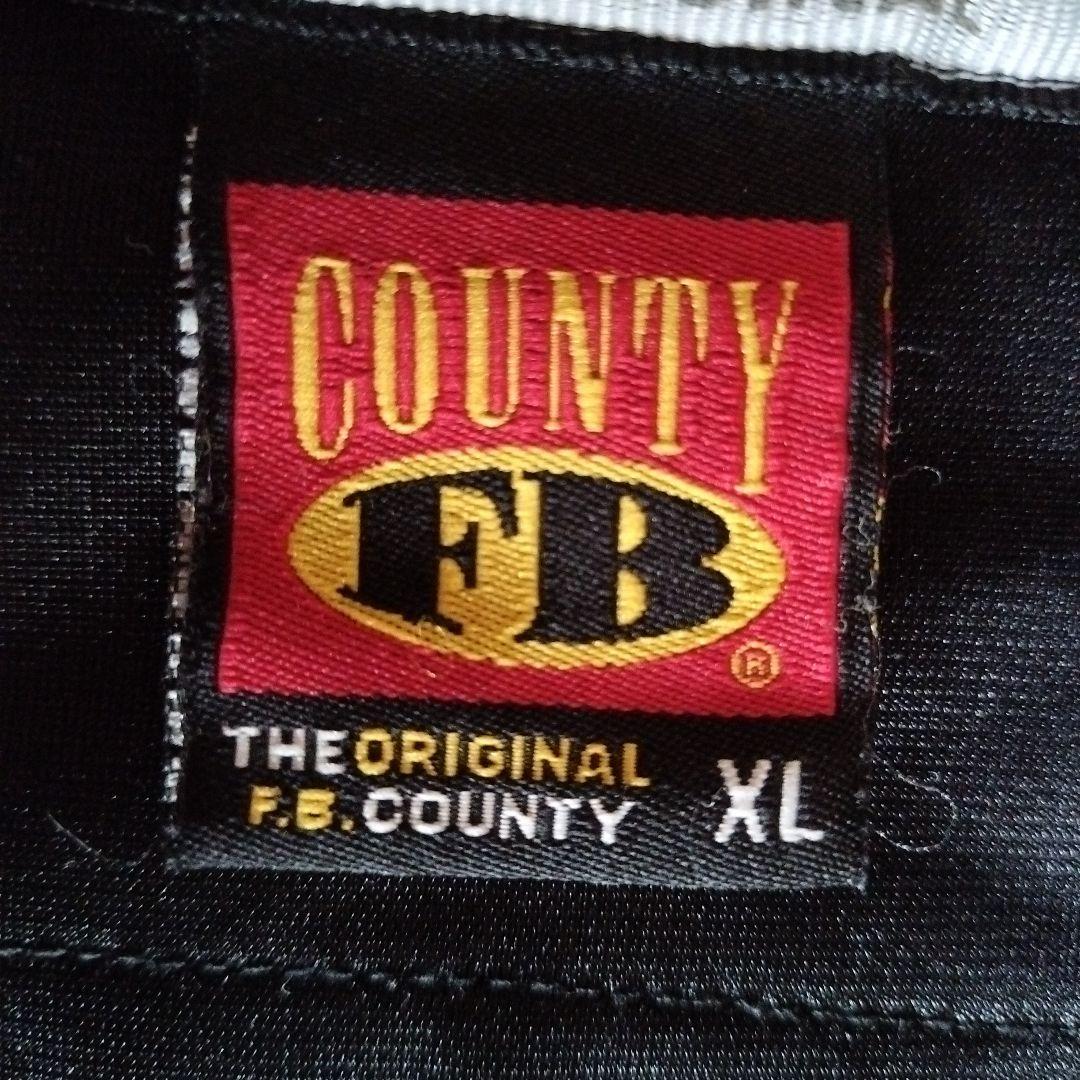 COUNTY
FB
®
THE ORIGINAL
F.B. COUNTY
XL